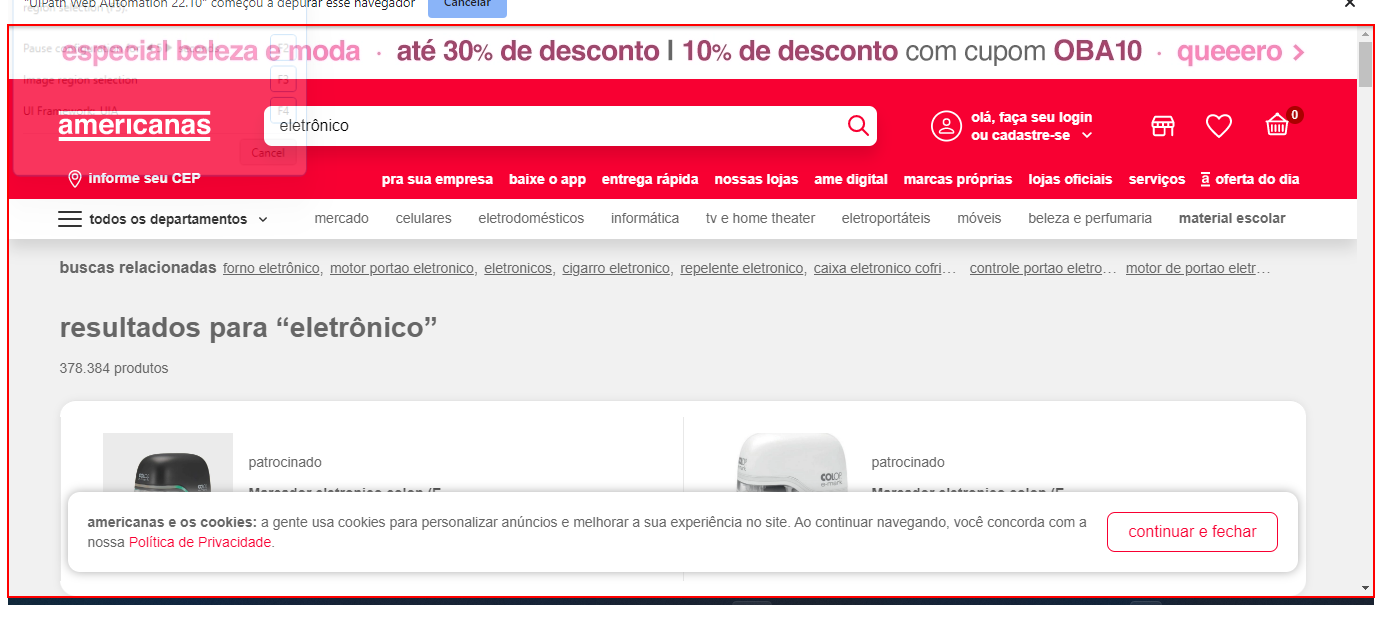 "UiPath Web Automation 22.10" começou a depurar esse navegador
Cancelar
region selection (F5).
especial beleza e moda · até 30% de desconto I 10% de desconto com cupom OBA10 · queeero >
F2
Image region selection
F3
UI Framework: UIA
F4
Cancel
americanas
eletrônico
olá, faça seu login
ou cadastre-se
0
informe seu CEP
pra sua empresa
baixe o app
entrega rápida
nossas lojas
ame digital
marcas próprias
lojas oficiais
serviços
a oferta do dia
todos os departamentos
mercado
celulares
eletrodomésticos
informática
tv e home theater
eletroportáteis
móveis
beleza e perfumaria
material escolar
buscas relacionadas forno eletrônico, motor portao eletronico, eletronicos, cigarro eletronico, repelente eletronico, caixa eletronico cofri… controle portao eletro… motor de portao eletr…
resultados para “eletrônico”
378.384 produtos
patrocinado
Marcador eletronico colop (E
patrocinado
Marcador eletronico colop (E
COLOP
e-mark
americanas e os cookies: a gente usa cookies para personalizar anúncios e melhorar a sua experiência no site. Ao continuar navegando, você concorda com a
nossa Política de Privacidade.
continuar e fechar